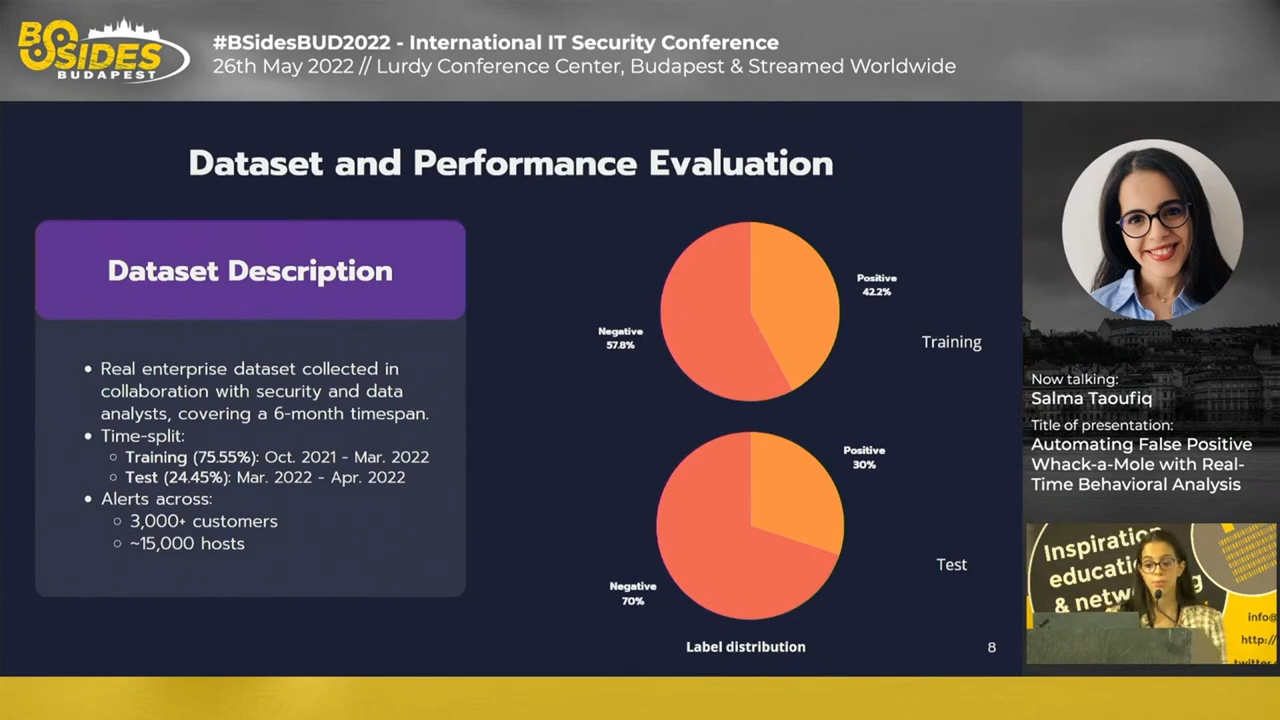 BSIDES
BUDAPEST
#BSidesBUD2022 - International IT Security Conference
26th May 2022 // Lurdy Conference Center, Budapest & Streamed Worldwide
Dataset and Performance Evaluation
Dataset Description
• Real enterprise dataset collected in
collaboration with security and data
analysts, covering a 6-month timespan.
• Time-split:
○ Training (75.55%): Oct. 2021 - Mar. 2022
○ Test (24.45%): Mar. 2022 - Apr. 2022
• Alerts across:
○ 3,000+ customers
○ ~15,000 hosts
Positive
42.2%
Negative
57.8%
Training
Positive
30%
Negative
70%
Test
Label distribution
8
Now talking:
Salma Taoufiq
Title of presentation:
Automating False Positive
Whack-a-Mole with Real-
Time Behavioral Analysis
Inspiration
& 
info@
http://